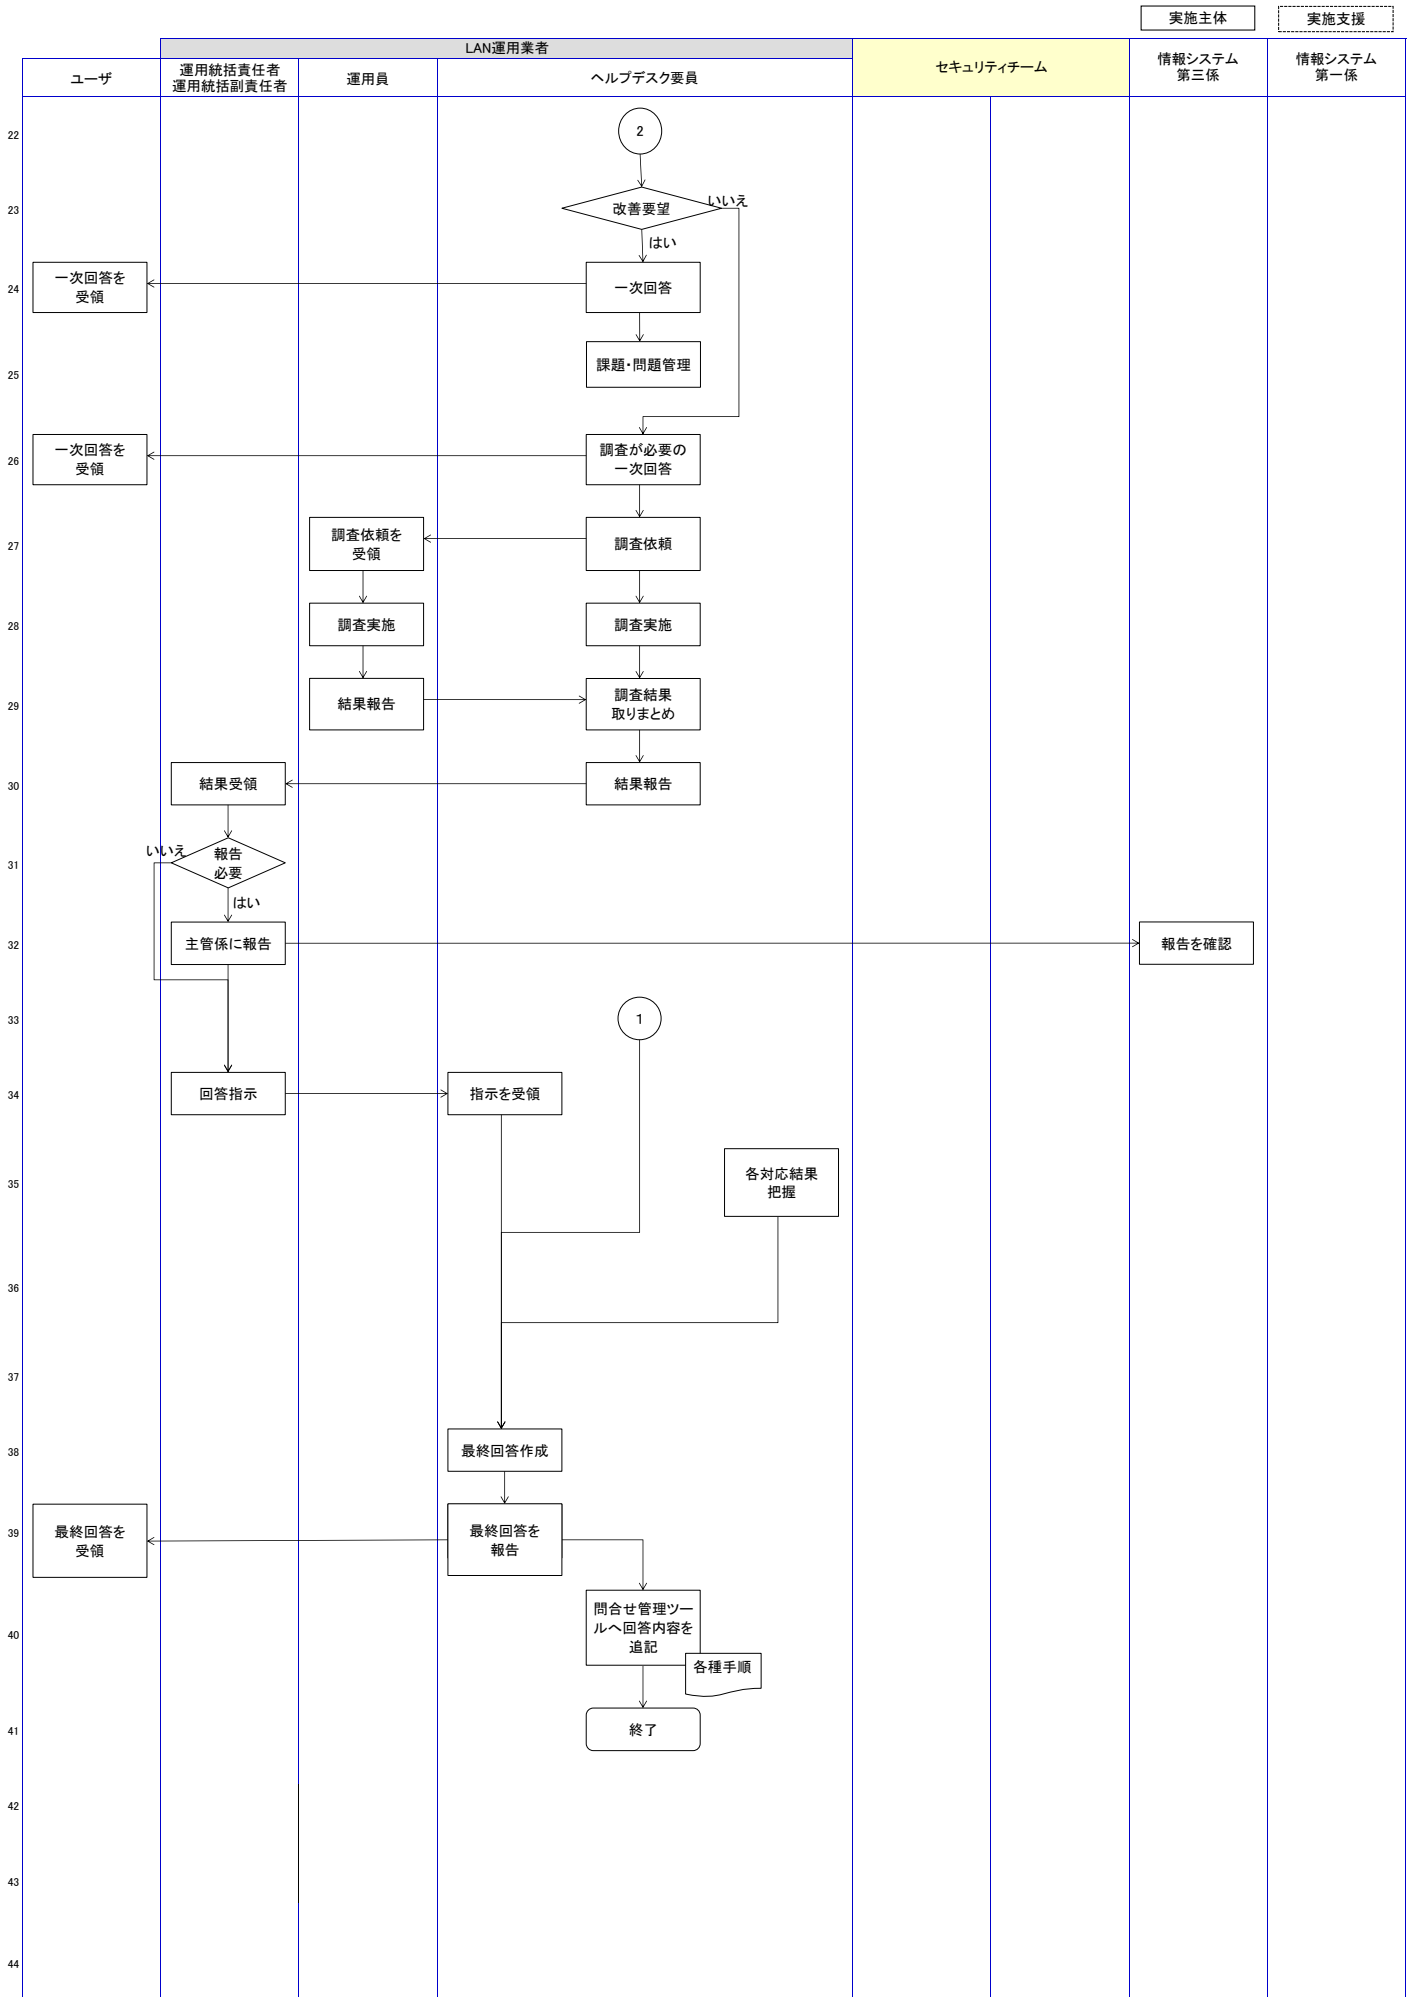 実施主体
実施支援
LAN運用業者
ユーザ
運用統括責任者
運用統括副責任者
運用員
ヘルプデスク要員
セキュリティチーム
情報システム
第三係
情報システム
第一係
22
2
23
改善要望
いいえ
はい
24
一次回答を
受領
一次回答
25
課題・問題管理
26
一次回答を
受領
調査が必要の
一次回答
27
調査依頼を
受領
調査依頼
28
調査実施
調査実施
29
結果報告
調査結果
取りまとめ
30
結果受領
結果報告
31
いいえ
報告
必要
はい
32
主管係に報告
報告を確認
33
1
34
回答指示
指示を受領
35
各対応結果
把握
36
37
38
最終回答作成
39
最終回答を
受領
最終回答を
報告
40
問合せ管理ツー
ルへ回答内容を
追記
各種手順
41
終了
42
43
44